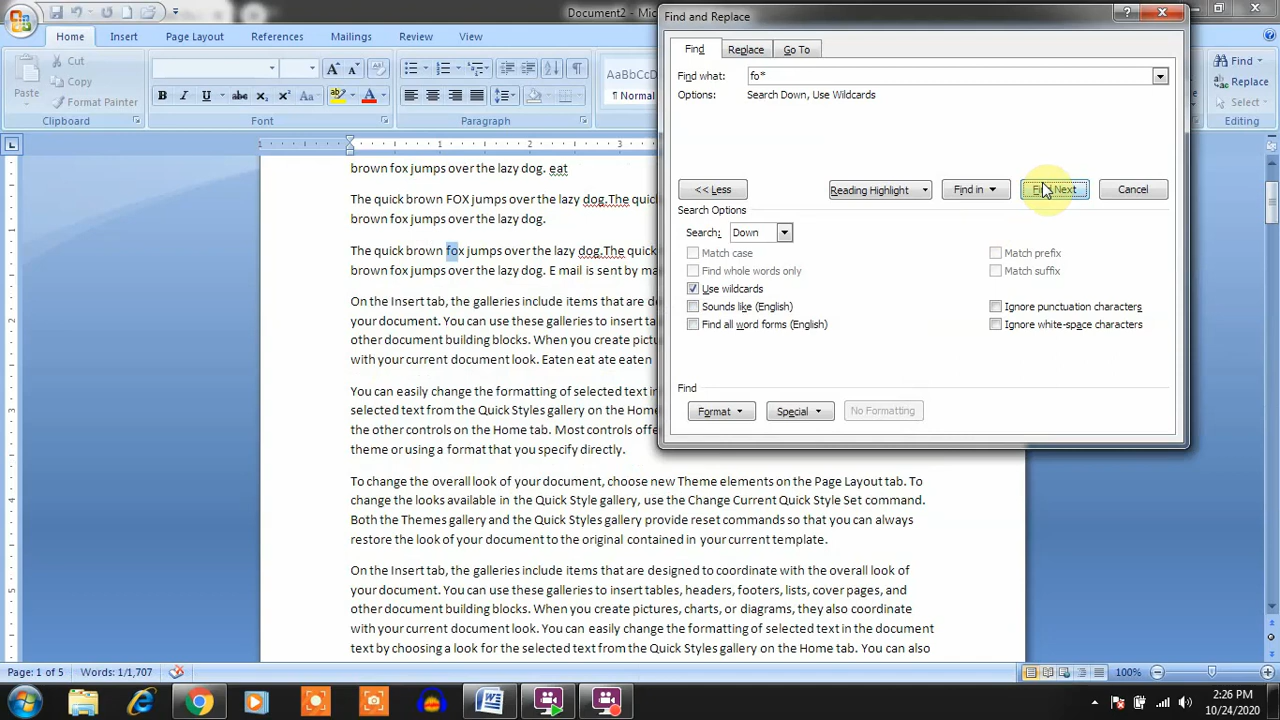 Document2 - Mic
Home
Insert
Page Layout
References
Mailings
Review
View
Paste
Cut
Copy
Format Painter
Clipboard
B I U abc
Font
Paragraph
AaBbCcDd
¶ Normal
Find
Replace
Select
Editing
Find and Replace
Find
Replace
Go To
Find what:
fo*
Options:
Search Down, Use Wildcards
<< Less
Reading Highlight
Find in
Find Next
Cancel
Search Options
Search:
Down
Match case
Find whole words only
Use wildcards
Sounds like (English)
Find all word forms (English)
Match prefix
Match suffix
Ignore punctuation characters
Ignore white-space characters
Find
Format
Special
No Formatting
brown fox jumps over the lazy dog. eat
The quick brown FOX jumps over the lazy dog.The quick
brown fox jumps over the lazy dog.
The quick brown fox jumps over the lazy dog.The quick
brown fox jumps over the lazy dog. E mail is sent by ma
On the Insert tab, the galleries include items that are de
your document. You can use these galleries to insert tab
other document building blocks. When you create pictur
with your current document look. Eaten eat ate eaten
You can easily change the formatting of selected text in
selected text from the Quick Styles gallery on the Home
the other controls on the Home tab. Most controls offe
theme or using a format that you specify directly.
To change the overall look of your document, choose new Theme elements on the Page Layout tab. To
change the looks available in the Quick Style gallery, use the Change Current Quick Style Set command.
Both the Themes gallery and the Quick Styles gallery provide reset commands so that you can always
restore the look of your document to the original contained in your current template.
On the Insert tab, the galleries include items that are designed to coordinate with the overall look of
your document. You can use these galleries to insert tables, headers, footers, lists, cover pages, and
other document building blocks. When you create pictures, charts, or diagrams, they also coordinate
with your current document look. You can easily change the formatting of selected text in the document
text by choosing a look for the selected text from the Quick Styles gallery on the Home tab. You can also
Page: 1 of 5
Words: 1/1,707
100%
2:26 PM
10/24/2020